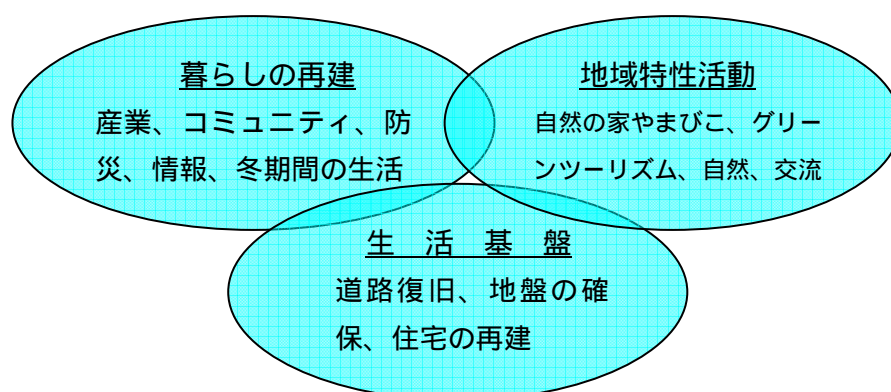 暮らしの再建
産業、コミュニティ、防
災、情報、冬期間の生活
地域特性活動
自然の家やまびこ、グリー
ンツーリズム、自然、交流
生 活 基 盤
道路復旧、地盤の確
保、住宅の再建